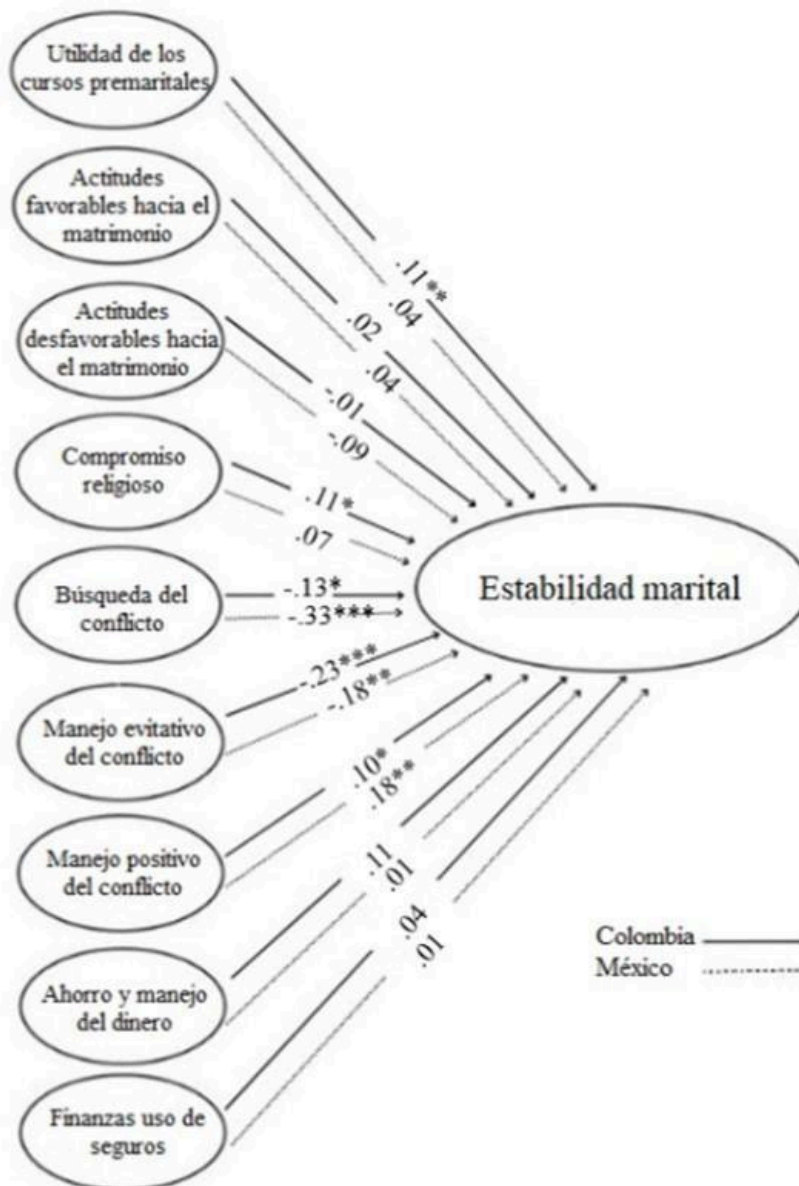 Utilidad de los
cursos premaritales
.11**
.04
Actitudes
favorables hacia el
matrimonio
.02
.04
Actitudes
desfavorables hacia
el matrimonio
-.01
-.09
Compromiso
religioso
.11*
.07
Estabilidad marital
Búsqueda del
conflicto
-.13*
-.33***
Manejo evitativo
del conflicto
-.23***
-.18**
Manejo positivo
del conflicto
.10*
.18**
Ahorro y manejo
del dinero
.11
.01
Finanzas uso de
seguros
.04
.01
Colombia
México